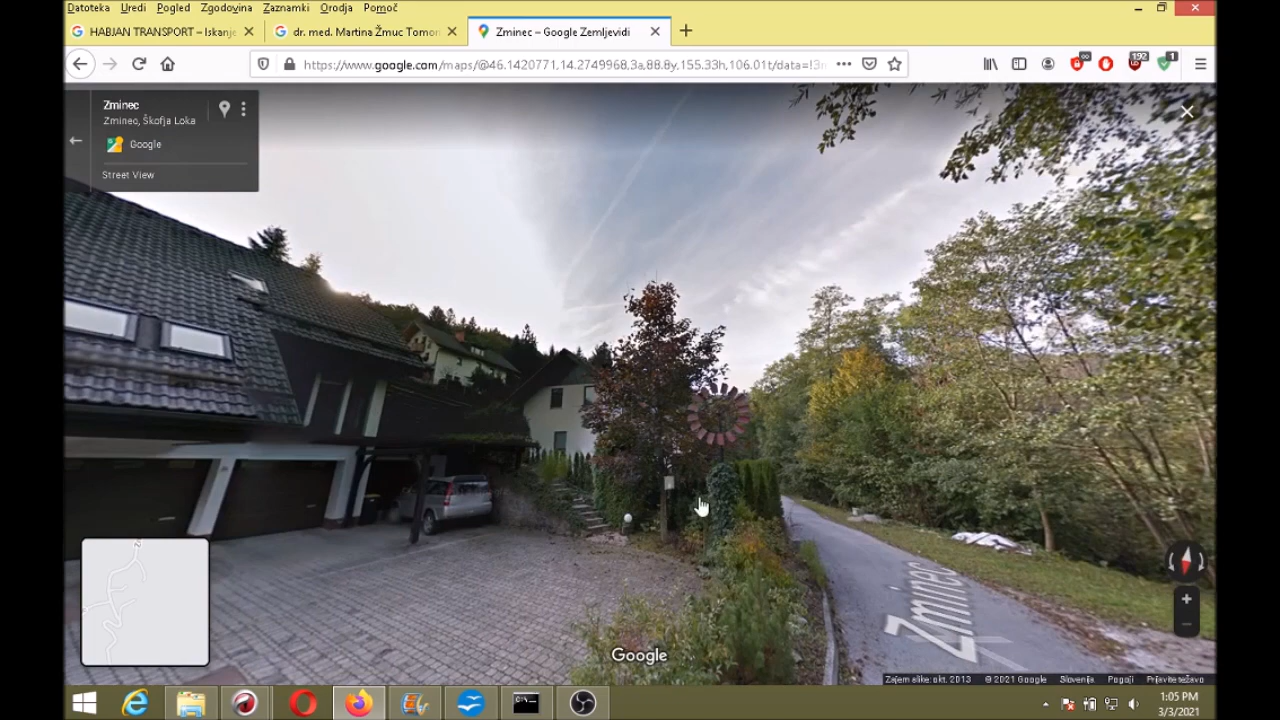 Datoteka Uredi Pogled Zgodovina Zaznamki Orodja Pomoč
HABJAN TRANSPORT – Iskanje
dr. med. Martina Žmuc Tomori
Zminec – Google Zemljevidi
https://www.google.com/maps/@46.1420771,14.2749968,3a,88.8y,155.33h,106.01t/data=!3m
192
1
Zminec
Zminec, Škofja Loka
Google
Street View
Zminec
Google
Zajem slike: okt. 2013 © 2021 Google Slovenija Pogoji Prijavite težavo
1:05 PM
3/3/2021